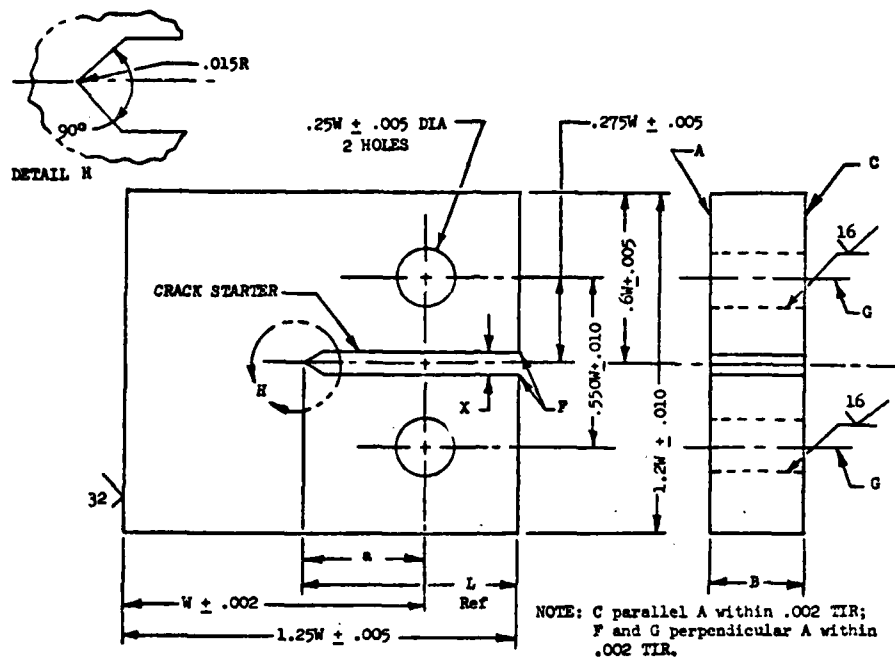 .015R
90°
DETAIL H
.25W ± .005 DIA
2 HOLES
.275W ± .005
A
C
16
G
CRACK STARTER
.6W±.005
.550W±.010
1.2W ± .010
H
X
F
16
G
32
a
L
Ref
B
W ± .002
1.25W ± .005
NOTE: C parallel A within .002 TIR;
F and G perpendicular A within
.002 TIR.